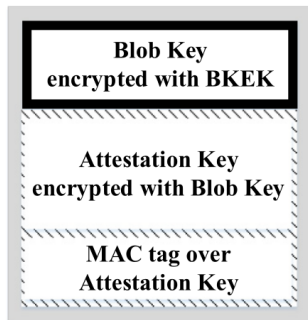 Blob Key
encrypted with BKEK
Attestation Key
encrypted with Blob Key
MAC tag over
Attestation Key